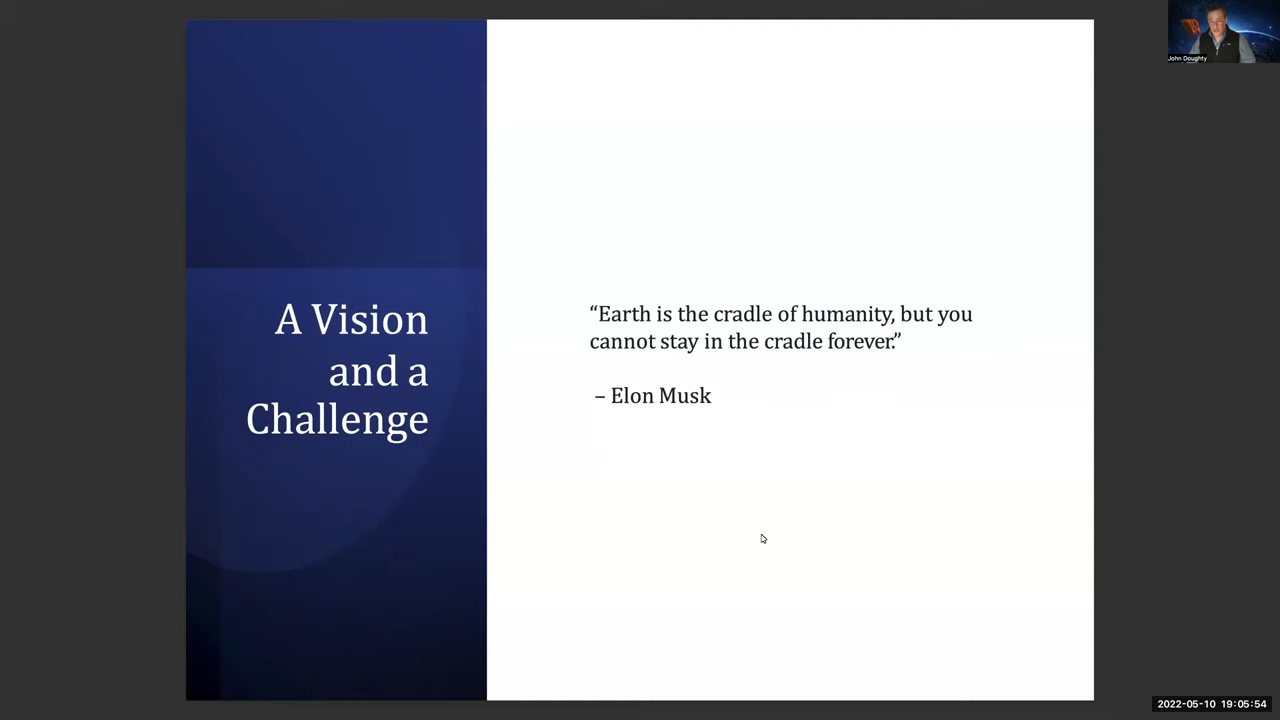 A Vision
and a
Challenge
“Earth is the cradle of humanity, but you
cannot stay in the cradle forever.”
– Elon Musk
John Doughty
2022-05-10 19:05:54